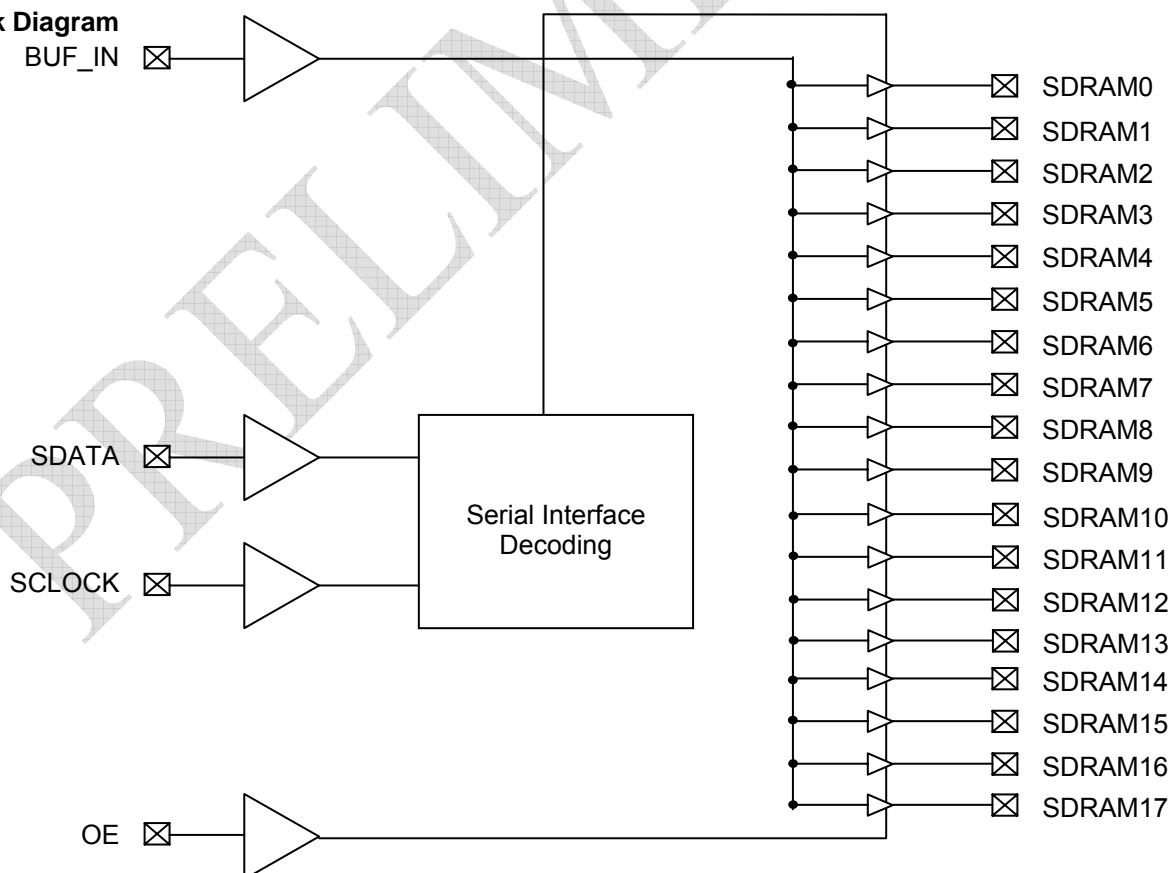 k Diagram
BUF_IN
SDRAM0
SDRAM1
SDRAM2
SDRAM3
SDRAM4
SDRAM5
SDRAM6
SDRAM7
SDRAM8
SDATA
SDRAM9
Serial Interface
Decoding
SDRAM10
SDRAM11
SCLOCK
SDRAM12
SDRAM13
SDRAM14
SDRAM15
SDRAM16
SDRAM17
OE
PRELIM